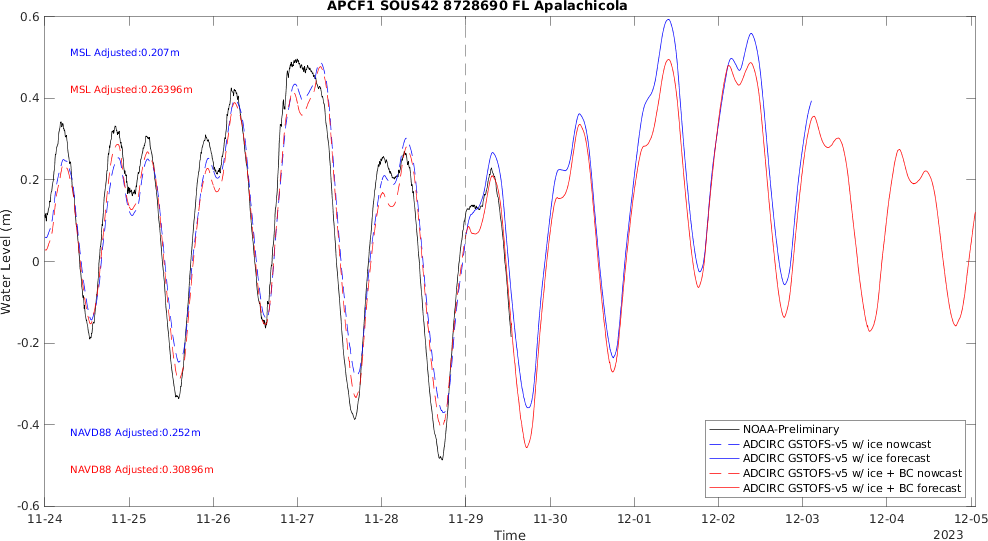 APCF1 SOUS42 8728690 FL Apalachicola
0.6
0.4
0.2
0
-0.2
-0.4
-0.6
Water Level (m)
MSL Adjusted:0.207m
MSL Adjusted:0.26396m
NAVD88 Adjusted:0.252m
NAVD88 Adjusted:0.30896m
NOAA-Preliminary
ADCIRC GSTOFS-v5 w/ ice nowcast
ADCIRC GSTOFS-v5 w/ ice forecast
ADCIRC GSTOFS-v5 w/ ice + BC nowcast
ADCIRC GSTOFS-v5 w/ ice + BC forecast
11-24 11-25 11-26 11-27 11-28 11-29 11-30 12-01 12-02 12-03 12-04 12-05
Time
2023